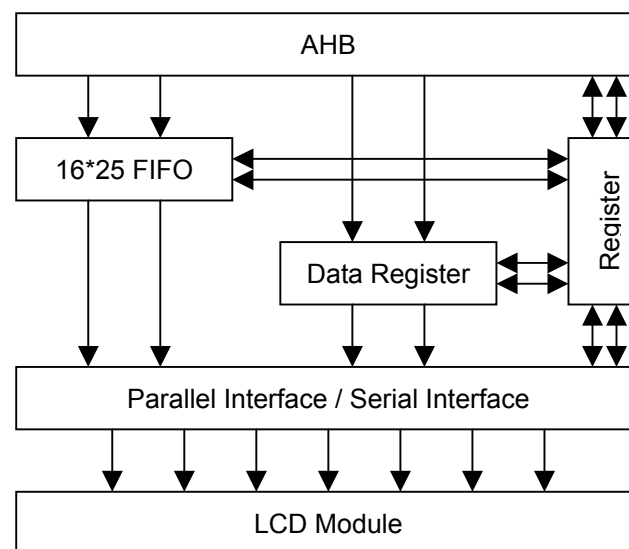 AHB
16*25 FIFO
Register
Data Register
Parallel Interface / Serial Interface
LCD Module